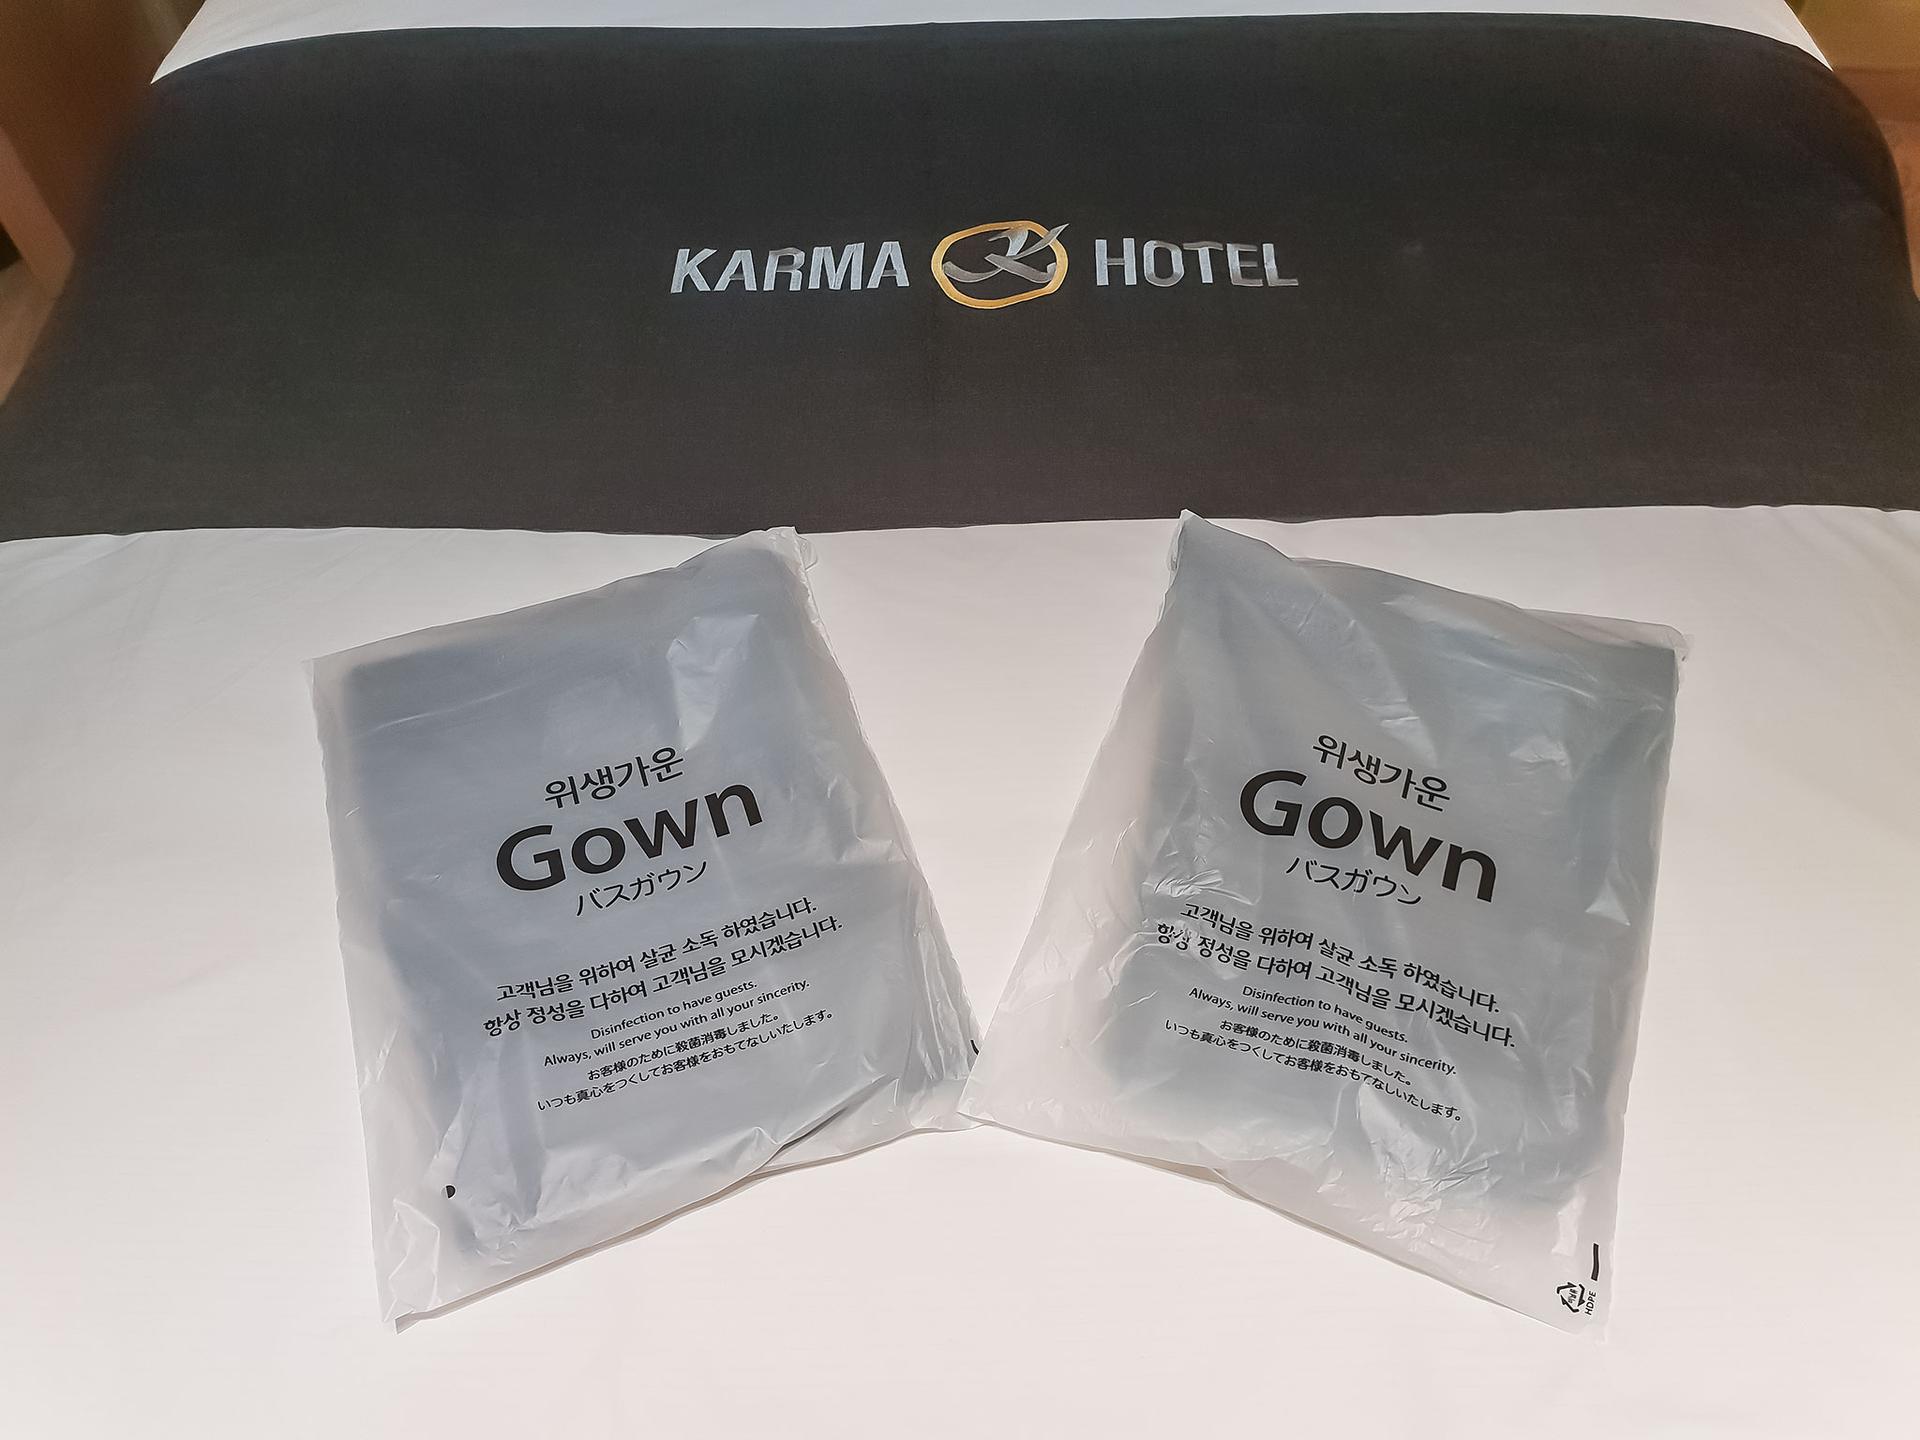 KARMA K HOTEL
위생가운
Gown
バスガウン
고객님을 위하여 살균 소독 하였습니다.
항상 정성을 다하여 고객님을 모시겠습니다.
Disinfection to have guests.
Always, will serve you with all your sincerity.
お客様のために殺菌消毒しました。
いつも真心をつくしてお客様をおもてなしいたします。
위생가운
Gown
バスガウン
고객님을 위하여 살균 소독 하였습니다.
항상 정성을 다하여 고객님을 모시겠습니다.
Disinfection to have guests.
Always, will serve you with all your sincerity.
お客様のために殺菌消毒しました。
いつも真心をつくしてお客様をおもてなしいたします。
HDPE